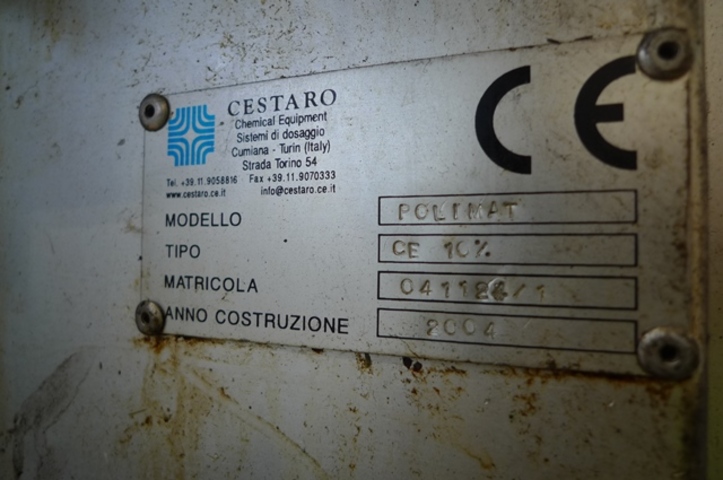 CESTARO
Chemical Equipment
Sistemi di dosaggio
Cumiana - Turin (Italy)
Strada Torino 54
Tel. +39.11.9058816 Fax +39.11.9070333
www.cestaro.ce.it info@cestaro.ce.it
CE
MODELLO POLIMAT
TIPO CE 10%
MATRICOLA
ANNO COSTRUZIONE 2004